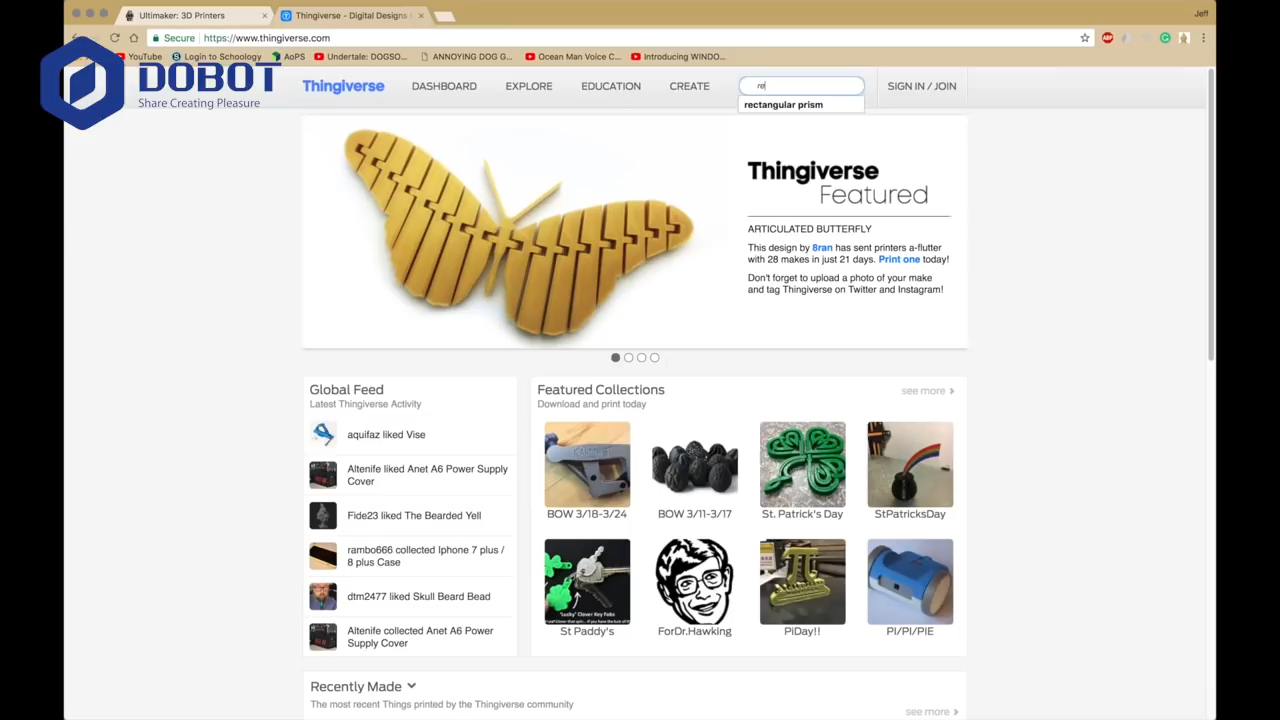 Ultimaker: 3D Printers
Thingiverse - Digital Designs
Jeff
Secure
https://www.thingiverse.com
YouTube
Login to Schoology
AoPS
Undertale: DOGSO...
ANNOYING DOG G...
Ocean Man Voice C...
Introducing WINDO...
DOBOT
Share Creating Pleasure
Thingiverse
DASHBOARD
EXPLORE
EDUCATION
CREATE
re
SIGN IN / JOIN
rectangular prism
Thingiverse
Featured
ARTICULATED BUTTERFLY
This design by 8ran has sent printers a-flutter
with 28 makes in just 21 days. Print one today!
Don't forget to upload a photo of your make
and tag Thingiverse on Twitter and Instagram!
Global Feed
Latest Thingiverse Activity
aquifaz liked Vise
Altenife liked Anet A6 Power Supply
Cover
Fide23 liked The Bearded Yell
rambo666 collected Iphone 7 plus /
8 plus Case
dtm2477 liked Skull Beard Bead
Altenife collected Anet A6 Power
Supply Cover
Featured Collections
see more
Download and print today
BOW 3/18-3/24
BOW 3/11-3/17
St. Patrick's Day
StPatricksDay
St Paddy's
ForDr.Hawking
PiDay!!
PI/PI/PIE
Recently Made
The most recent Things printed by the Thingiverse community
see more